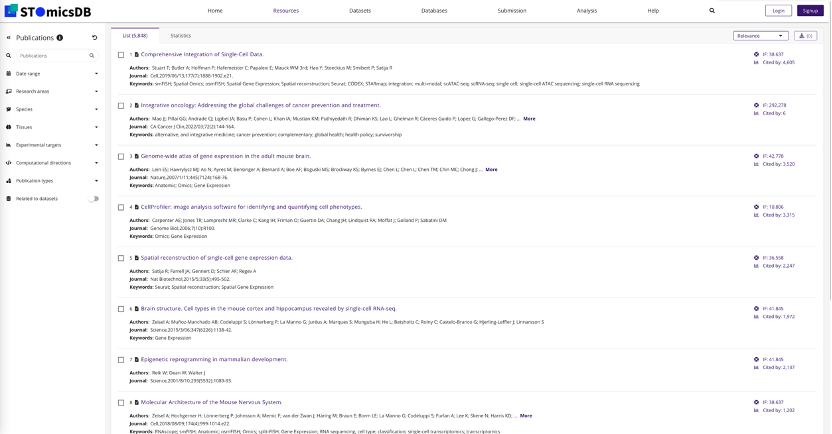 STOmicsDB
Home
Resources
Datasets
Databases
Submission
Analysis
Help
Login
Signup
Publications
Publications
Date range
Research areas
Species
Tissues
Experimental targets
Computational directions
Publication types
Related to datasets
List (5,848)
Statistics
Relevance
(0)
1 Comprehensive Integration of Single-Cell Data.
Authors: Stuart T; Butler A; Hoffman P; Hafemeister C; Papalexi E; Mauck WM 3rd; Hao Y; Stoeckius M; Smibert P; Satija R
Journal: Cell,2019/06/13,177(7):1888-1902.e21.
Keywords: smFISH; Spatial Omics; osmFISH; Spatial Gene Expression; Spatial reconstruction; Seurat; CODEX; STARmap; integration; multi-modal; scATAC-seq; scRNA-seq; single cell; single-cell ATAC sequencing; single-cell RNA sequencing
IF: 38.637
Cited by: 4,605
2 Integrative oncology: Addressing the global challenges of cancer prevention and treatment.
Authors: Mao JJ; Pillai GG; Andrade CJ; Ligibel JA; Basu P; Cohen L; Khan IA; Mustian KM; Puthiyedath R; Dhiman KS; Lao L; Ghelman R; Cáceres Guido P; Lopez G; Gallego-Perez DF; ... More
Journal: CA Cancer J Clin,2022/03;72(2):144-164.
Keywords: alternative, and integrative medicine; cancer prevention; complementary; global health; health policy; survivorship
IF: 292.278
Cited by: 6
3 Genome-wide atlas of gene expression in the adult mouse brain.
Authors: Lein ES; Hawrylycz MJ; Ao N; Ayres M; Bensinger A; Bernard A; Boe AF; Boguski MS; Brockway KS; Byrnes EJ; Chen L; Chen L; Chen TM; Chin MC; Chong J; ... More
Journal: Nature,2007/1/11;445(7124):168-76.
Keywords: Anatomic; Omics; Gene Expression
IF: 42.778
Cited by: 3,520
4 CellProfiler: image analysis software for identifying and quantifying cell phenotypes.
Authors: Carpenter AE; Jones TR; Lamprecht MR; Clarke C; Kang IH; Friman O; Guertin DA; Chang JH; Lindquist RA; Moffat J; Golland P; Sabatini DM
Journal: Genome Biol,2006;7(10):R100.
Keywords: Omics; Gene Expression
IF: 18.806
Cited by: 3,315
5 Spatial reconstruction of single-cell gene expression data.
Authors: Satija R; Farrell JA; Gennert D; Schier AF; Regev A
Journal: Nat Biotechnol,2015/5;33(5):495-502.
Keywords: Seurat; Spatial reconstruction; Spatial Gene Expression
IF: 36.558
Cited by: 2,247
6 Brain structure. Cell types in the mouse cortex and hippocampus revealed by single-cell RNA-seq.
Authors: Zeisel A; Muñoz-Manchado AB; Codeluppi S; Lönnerberg P; La Manno G; Juréus A; Marques S; Munguba H; He L; Betsholtz C; Rolny C; Castelo-Branco G; Hjerling-Leffler J; Linnarsson S
Journal: Science,2015/3/06;347(6226):1138-42.
Keywords: Gene Expression
IF: 41.845
Cited by: 1,972
7 Epigenetic reprogramming in mammalian development.
Authors: Reik W; Dean W; Walter J
Journal: Science,2001/8/10;293(5532):1089-93.
IF: 41.845
Cited by: 2,137
8 Molecular Architecture of the Mouse Nervous System.
Authors: Zeisel A; Hochgerner H; Lönnerberg P; Johnsson A; Memic F; van der Zwan J; Häring M; Braun E; Borm LE; La Manno G; Codeluppi S; Furlan A; Lee K; Skene N; Harris KD; ... More
Journal: Cell,2018/08/09,174(4):999-1014.e22.
Keywords: RNAscope; smFISH; Anatomic; osmFISH; Omics; split-FISH; Gene Expression; RNA sequencing; cell type; classification; single-cell transcriptomics; transcriptomics
IF: 38.637
Cited by: 1,202